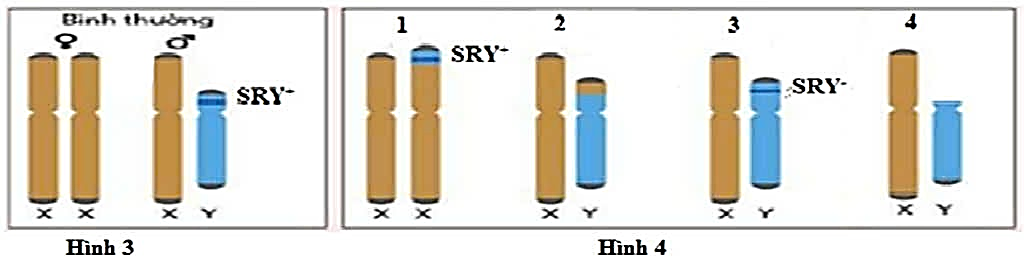 Bình thường
♀ ♂
SRY⁺
X X X Y
Hình 3
1 2 3 4
SRY⁺
SRY⁻
X X X Y X Y X Y
Hình 4